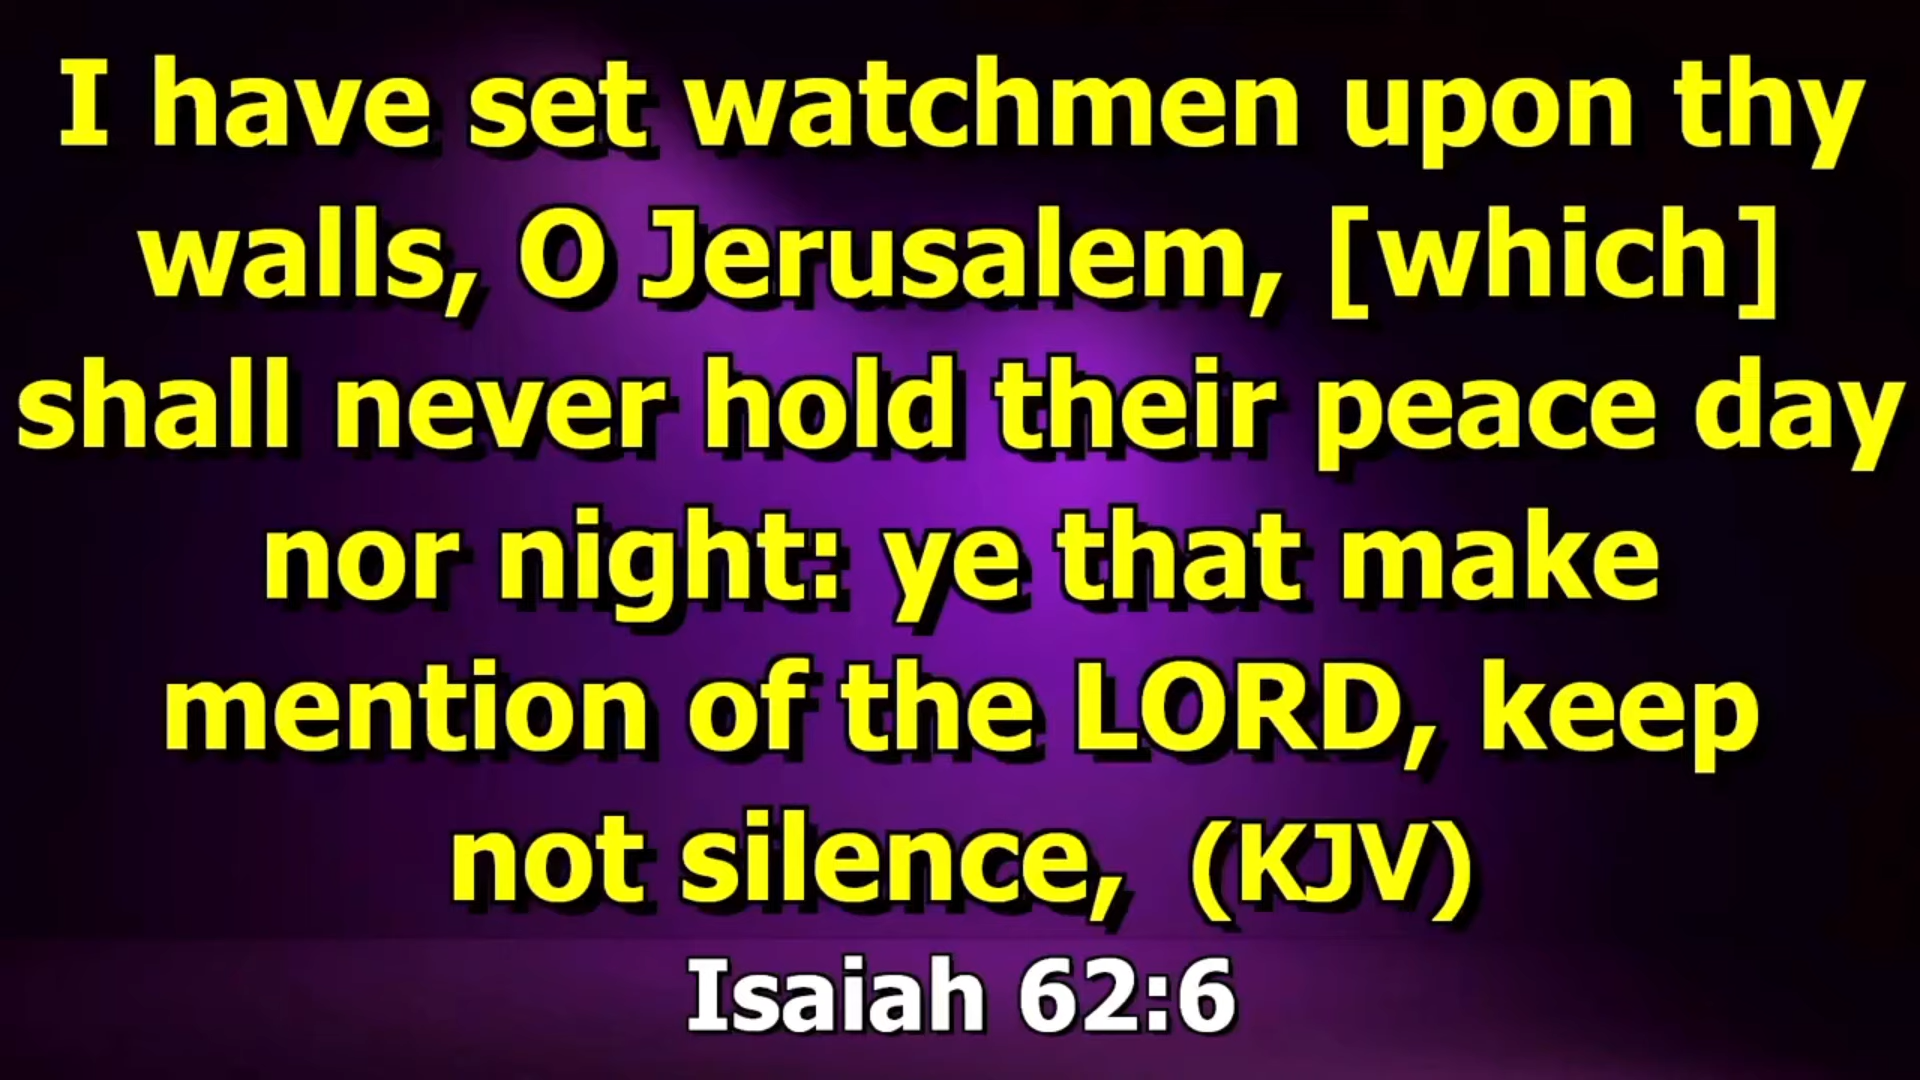 I have set watchmen upon thy
walls, O Jerusalem, [which]
shall never hold their peace day
nor night: ye that make
mention of the LORD, keep
not silence, (KJV)
Isaiah 62:6